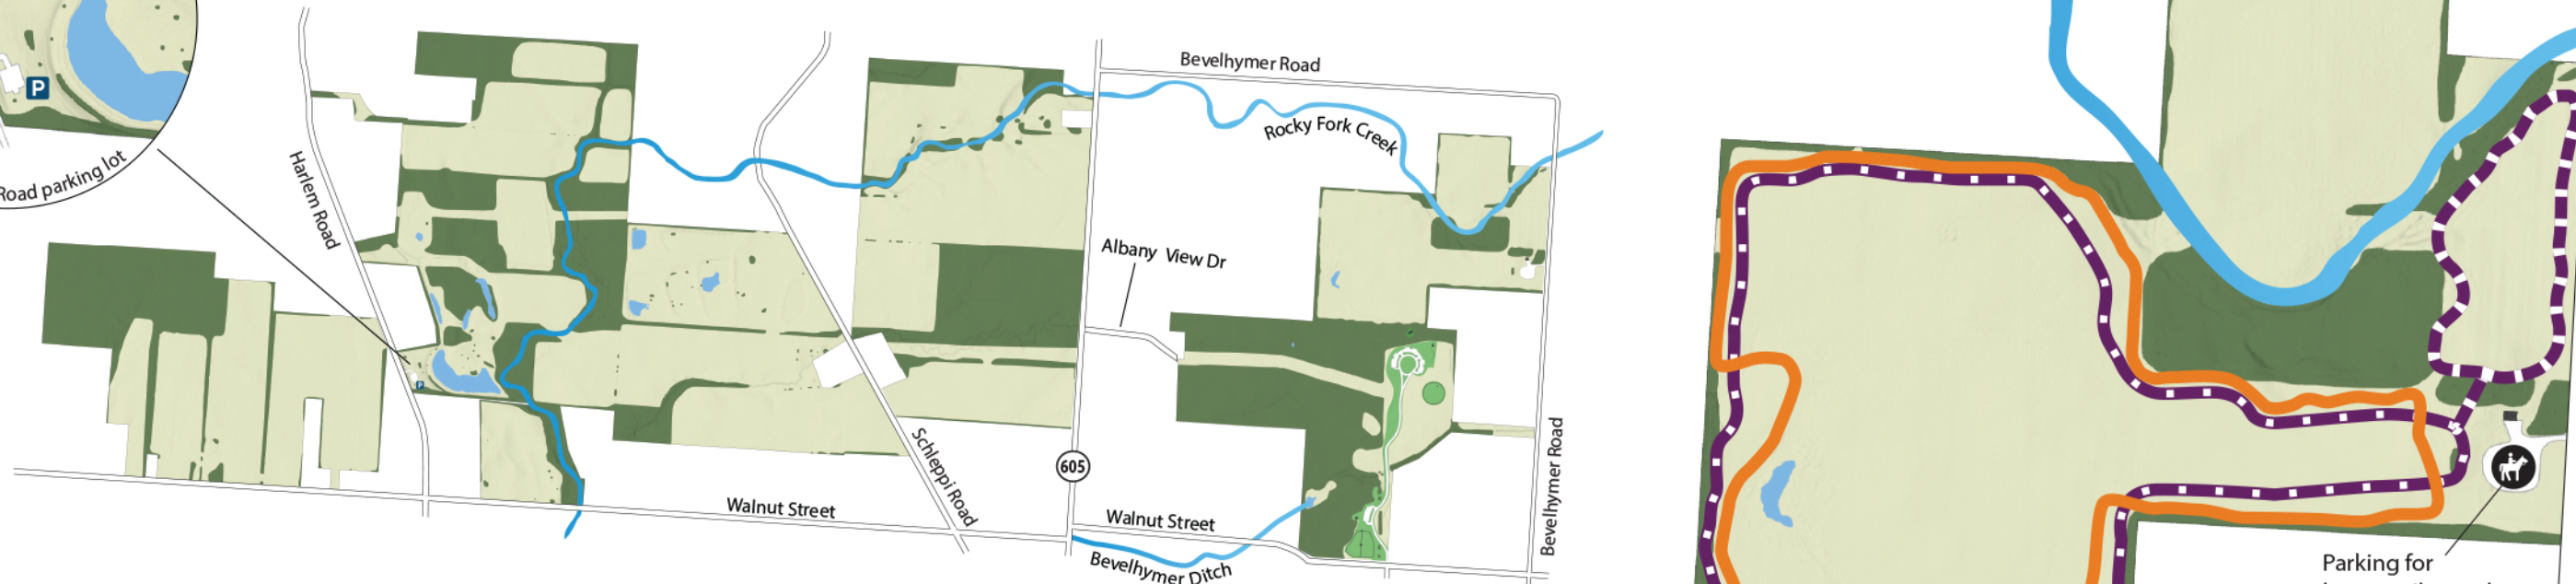 P
Road parking lot
Harlem Road
Bevelhymer Road
Rocky Fork Creek
Albany View Dr
P
Schleppi Road
605
Walnut Street
Walnut Street
Bevelhymer Ditch
Bevelhymer Road
Parking for